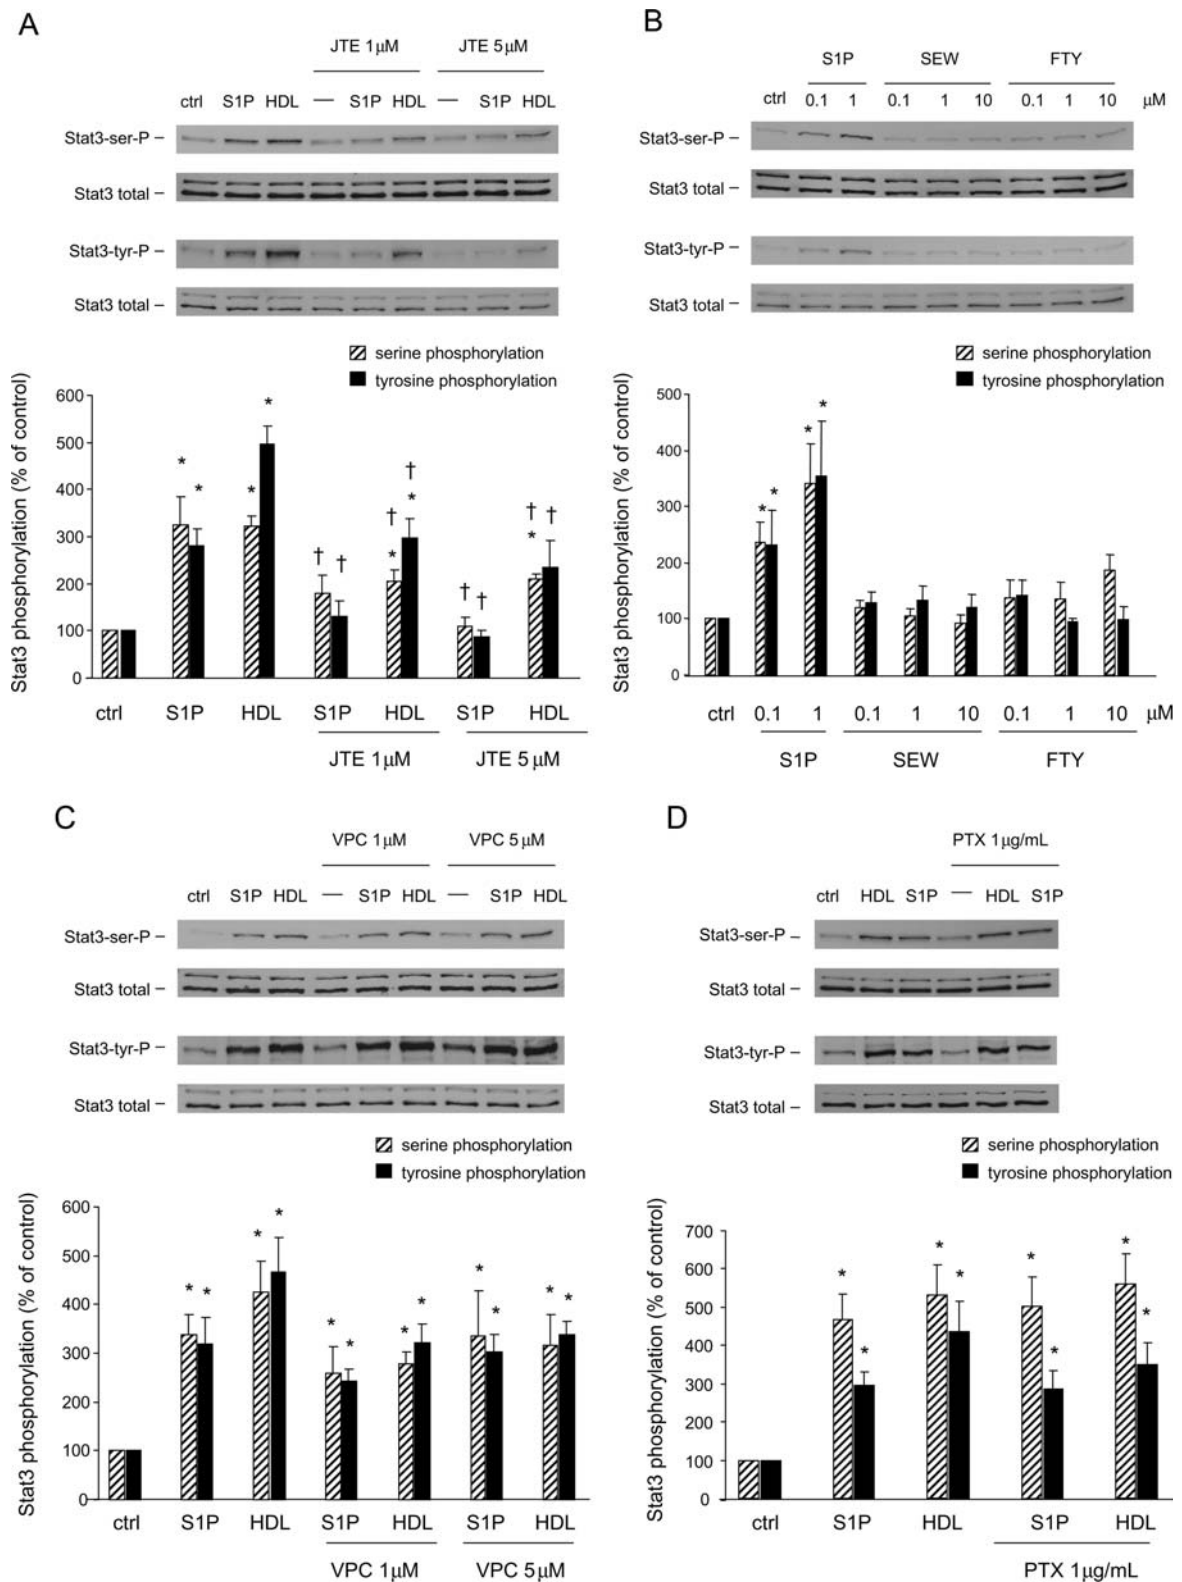 A
JTE 1µM JTE 5µM
ctrl S1P HDL — S1P HDL — S1P HDL
Stat3-ser-P –
Stat3 total –
Stat3-tyr-P –
Stat3 total –
serine phosphorylation
tyrosine phosphorylation
Stat3 phosphorylation (% of control)
600
500
400
300
200
100
0
* * * * † † † * † * † † † * †
ctrl S1P HDL S1P HDL S1P HDL
JTE 1µM JTE 5µM
B
S1P SEW FTY
ctrl 0.1 1 0.1 1 10 0.1 1 10 µM
Stat3-ser-P –
Stat3 total –
Stat3-tyr-P –
Stat3 total –
serine phosphorylation
tyrosine phosphorylation
Stat3 phosphorylation (% of control)
500
400
300
200
100
0
* * * *
ctrl 0.1 1 0.1 1 10 0.1 1 10 µM
S1P SEW FTY
C
VPC 1µM VPC 5µM
ctrl S1P HDL — S1P HDL — S1P HDL
Stat3-ser-P –
Stat3 total –
Stat3-tyr-P –
Stat3 total –
serine phosphorylation
tyrosine phosphorylation
Stat3 phosphorylation (% of control)
600
500
400
300
200
100
0
* * * * * * * * * * * *
ctrl S1P HDL S1P HDL S1P HDL
VPC 1µM VPC 5µM
D
PTX 1µg/mL
ctrl HDL S1P — HDL S1P
Stat3-ser-P –
Stat3 total –
Stat3-tyr-P –
Stat3 total –
serine phosphorylation
tyrosine phosphorylation
Stat3 phosphorylation (% of control)
700
600
500
400
300
200
100
0
* * * * * * * *
ctrl S1P HDL S1P HDL
PTX 1µg/mL